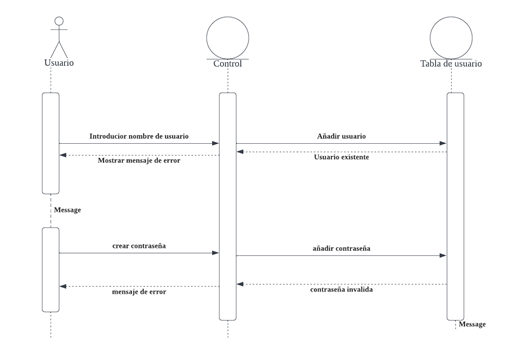 Usuario
Control
Tabla de usuario
Introducior nombre de usuario
Añadir usuario
Mostrar mensaje de error
Usuario existente
Message
crear contraseña
añadir contraseña
mensaje de error
contraseña invalida
Message